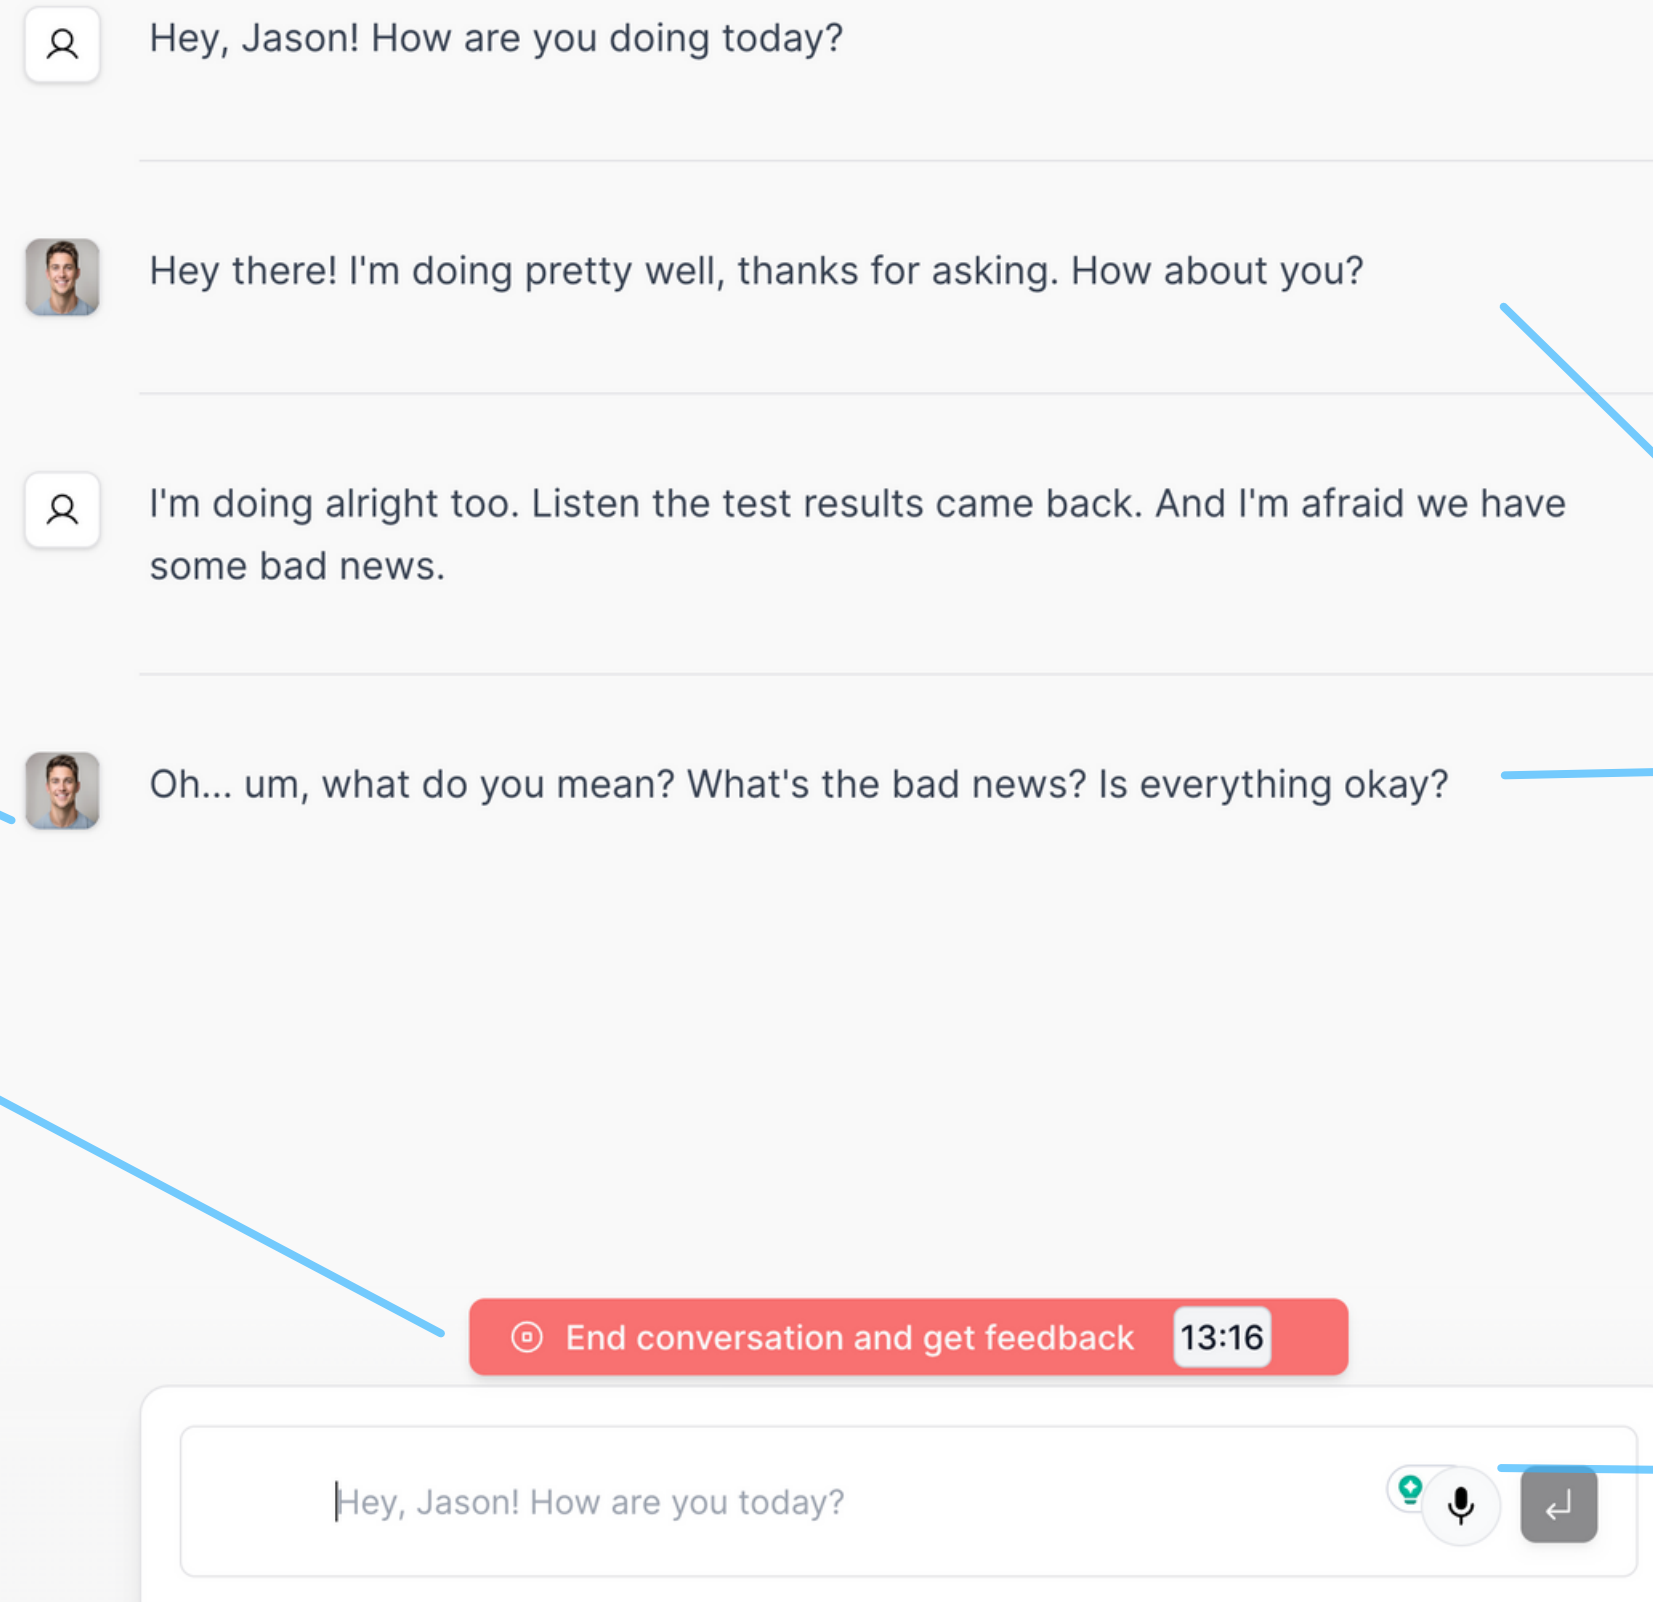 Hey, Jason! How are you doing today?
Hey there! I'm doing pretty well, thanks for asking. How about you?
I'm doing alright too. Listen the test results came back. And I'm afraid we have
some bad news.
Oh... um, what do you mean? What's the bad news? Is everything okay?
End conversation and get feedback 13:16
Hey, Jason! How are you today?